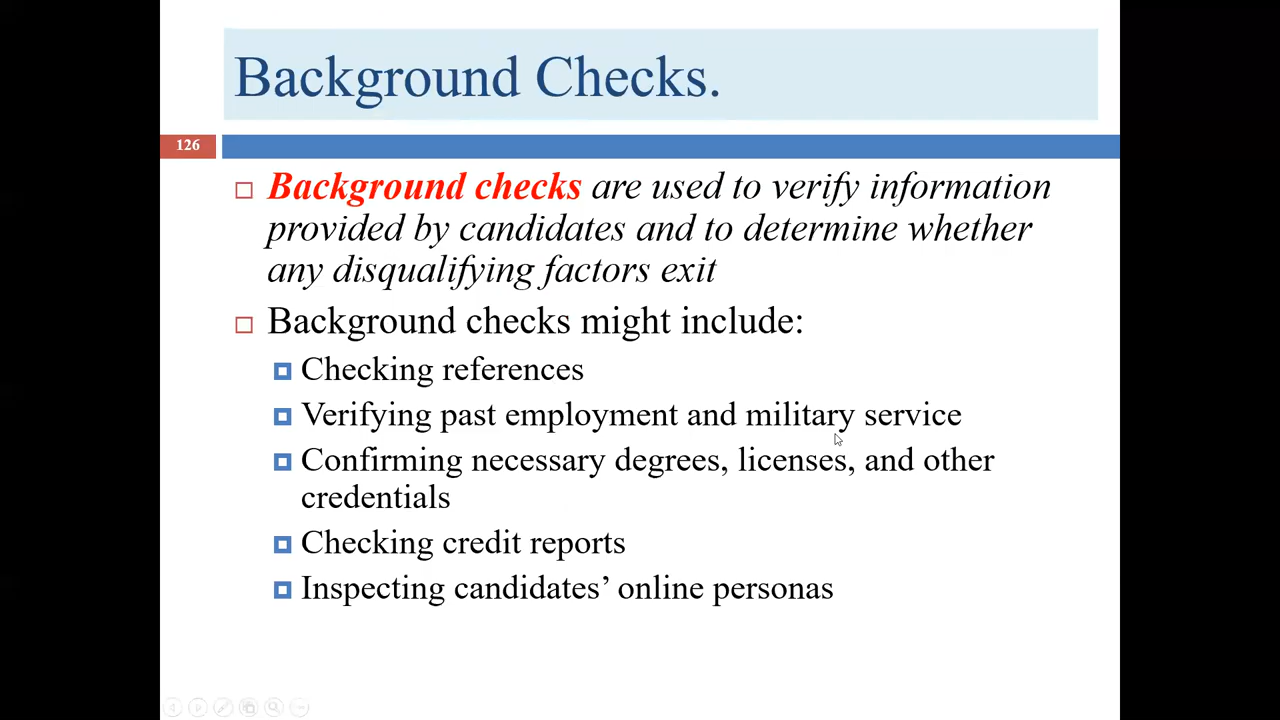 Background Checks.
126
Background checks are used to verify information
provided by candidates and to determine whether
any disqualifying factors exit
Background checks might include:
Checking references
Verifying past employment and military service
Confirming necessary degrees, licenses, and other
credentials
Checking credit reports
Inspecting candidates’ online personas